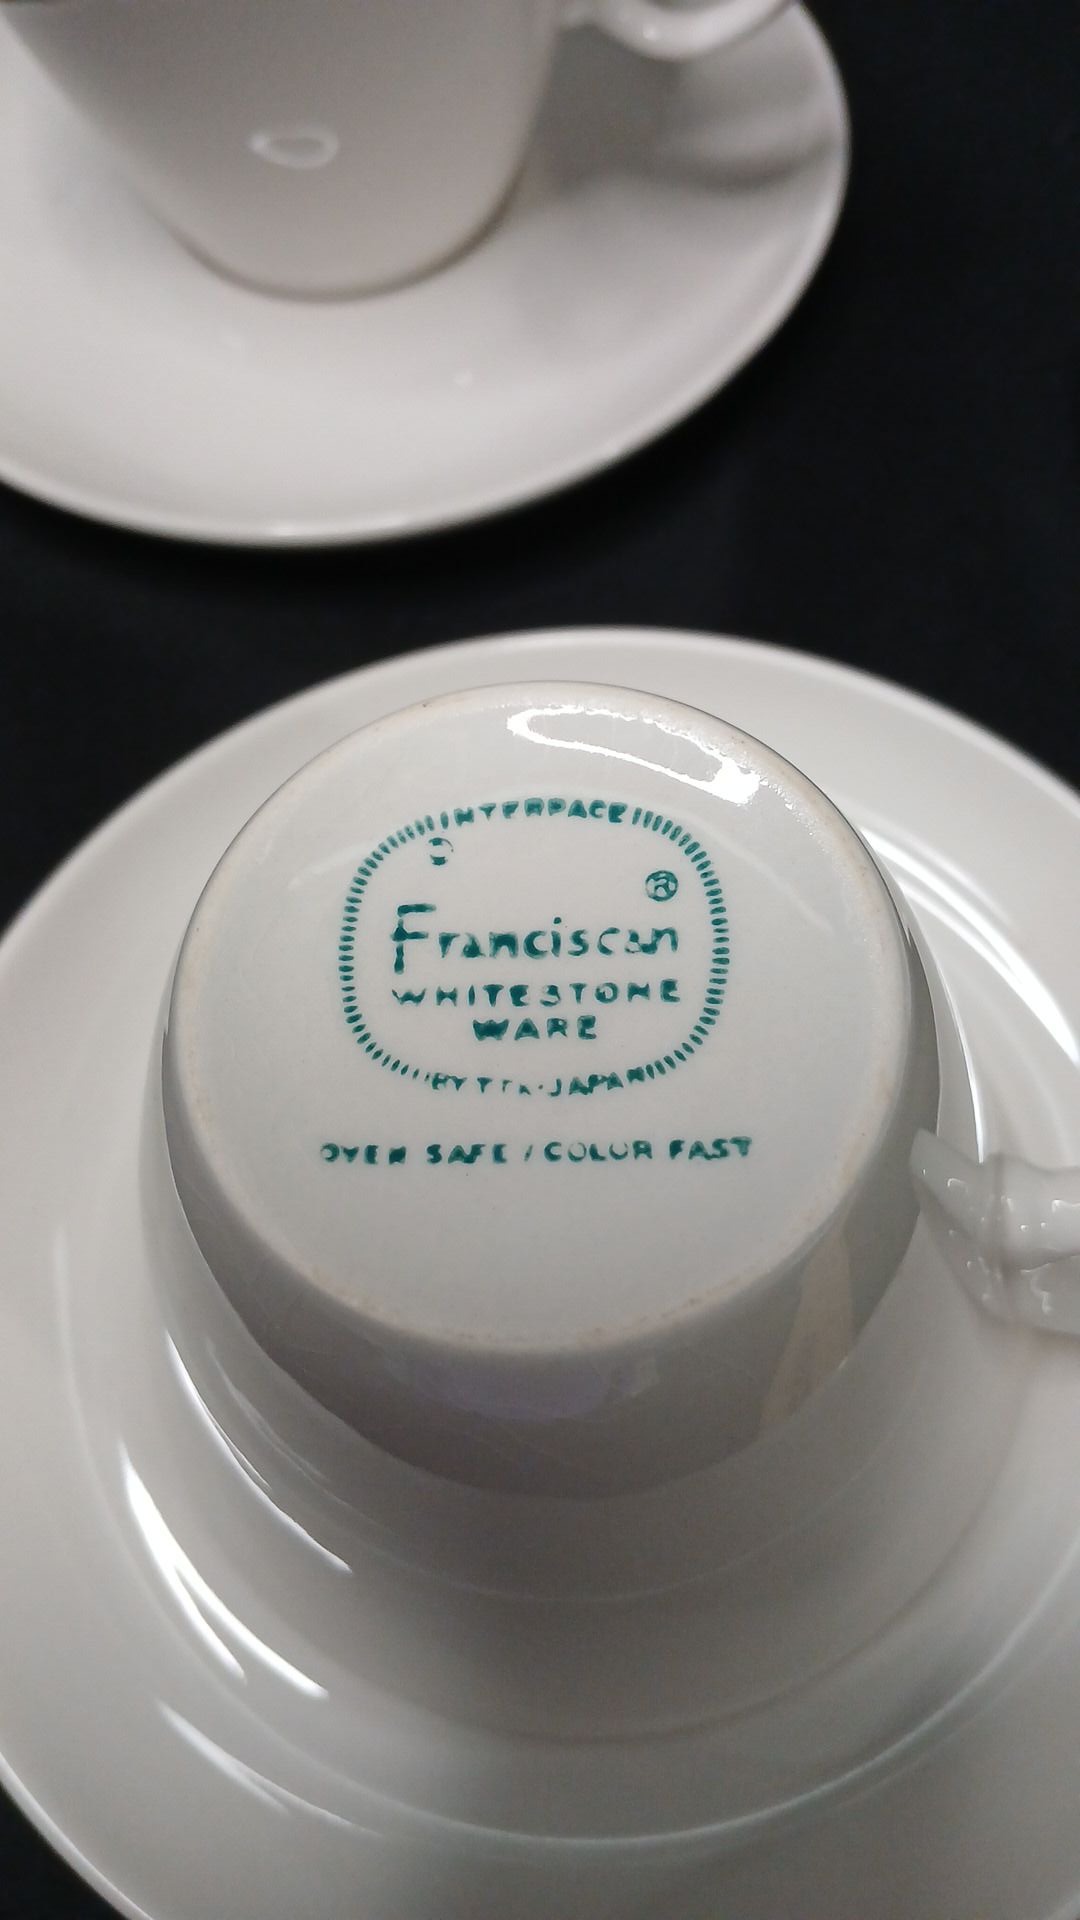 INTERPACE
®
Franciscan
WHITESTONE
WARE
BY TTK · JAPAN
OVEN SAFE / COLOR FAST